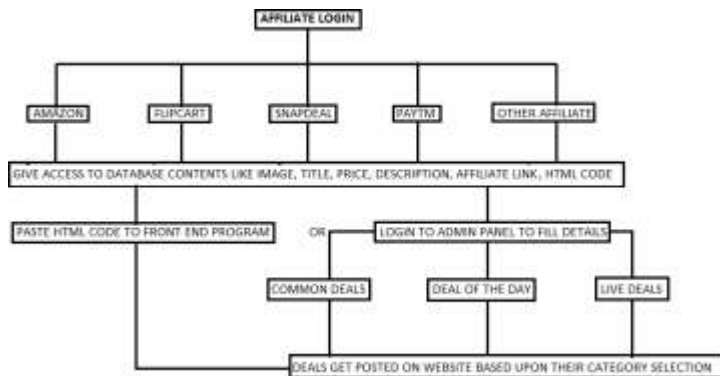 AFFILIATE LOGIN
AMAZON FLIPCART SNAPDEAL PAYTM OTHER AFFILIATE
GIVE ACCESS TO DATABASE CONTENTS LIKE IMAGE, TITLE, PRICE, DESCRIPTION, AFFILIATE LINK, HTML CODE
PASTE HTML CODE TO FRONT END PROGRAM OR LOGIN TO ADMIN PANEL TO FILL DETAILS
COMMON DEALS DEAL OF THE DAY LIVE DEALS
DEALS GET POSTED ON WEBSITE BASED UPON THEIR CATEGORY SELECTION